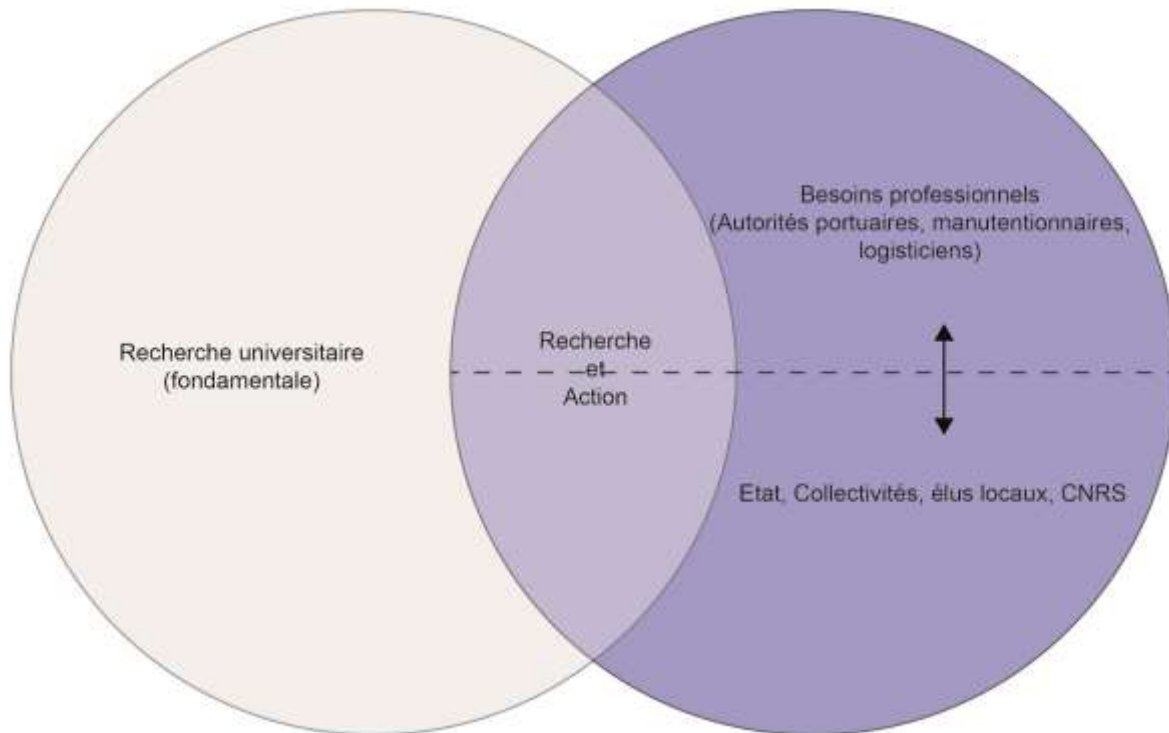 Recherche universitaire
(fondamentale)
Recherche
et
Action
Besoins professionnels
(Autorités portuaires, manutentionnaires,
logisticiens)
Etat, Collectivités, élus locaux, CNRS